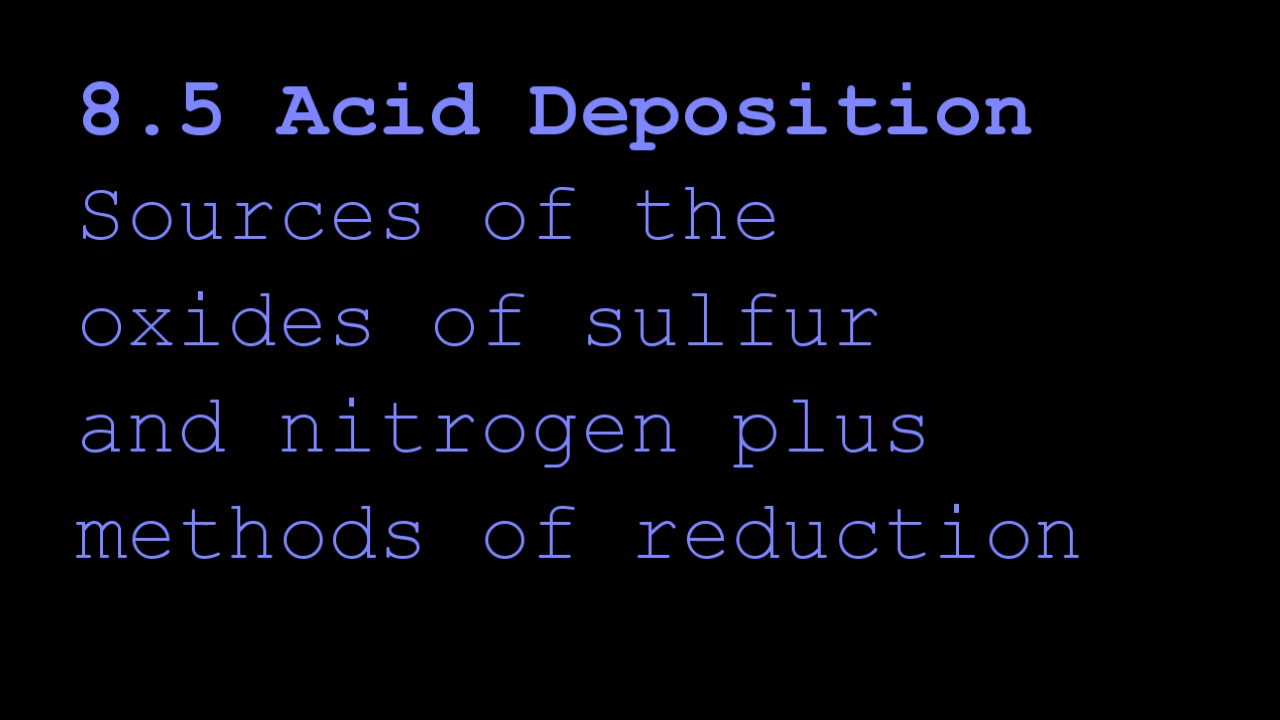 8.5 Acid Deposition
Sources of the
oxides of sulfur
and nitrogen plus
methods of reduction